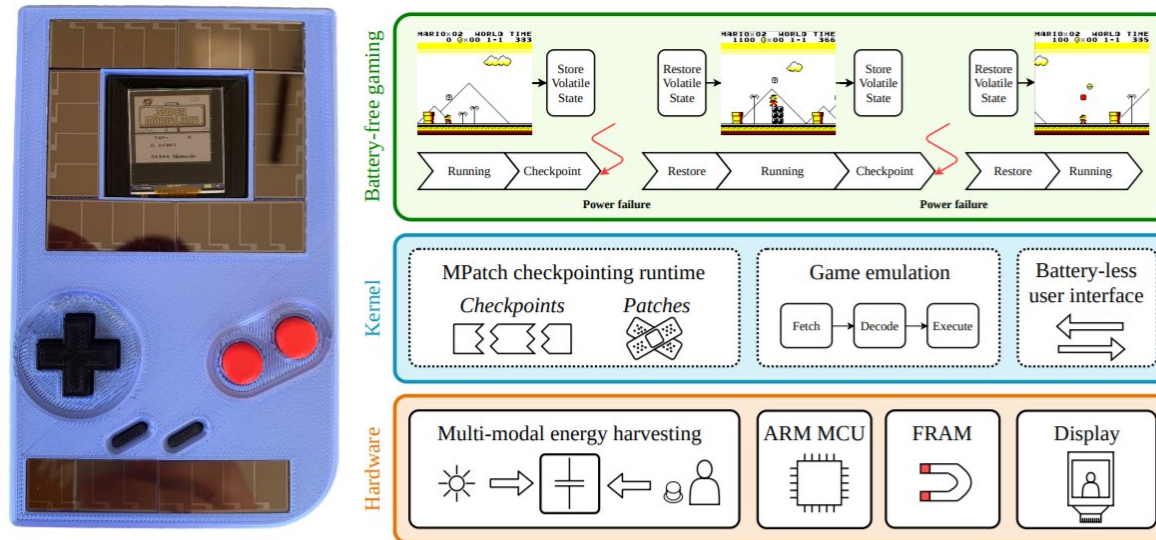 SUPER
MARIOLAND
Battery-free gaming
MARIO×02 WORLD TIME
0 ×00 1-1 383
Store
Volatile
State
Restore
Volatile
State
MARIO×02 WORLD TIME
1100 ×00 1-1 366
Store
Volatile
State
Restore
Volatile
State
MARIO×02 WORLD TIME
100 ×00 1-1 385
Running
Checkpoint
Restore
Running
Checkpoint
Restore
Running
Power failure
Power failure
Kernel
MPatch checkpointing runtime
Checkpoints
Patches
Game emulation
Fetch
Decode
Execute
Battery-less
user interface
Hardware
Multi-modal energy harvesting
ARM MCU
FRAM
Display